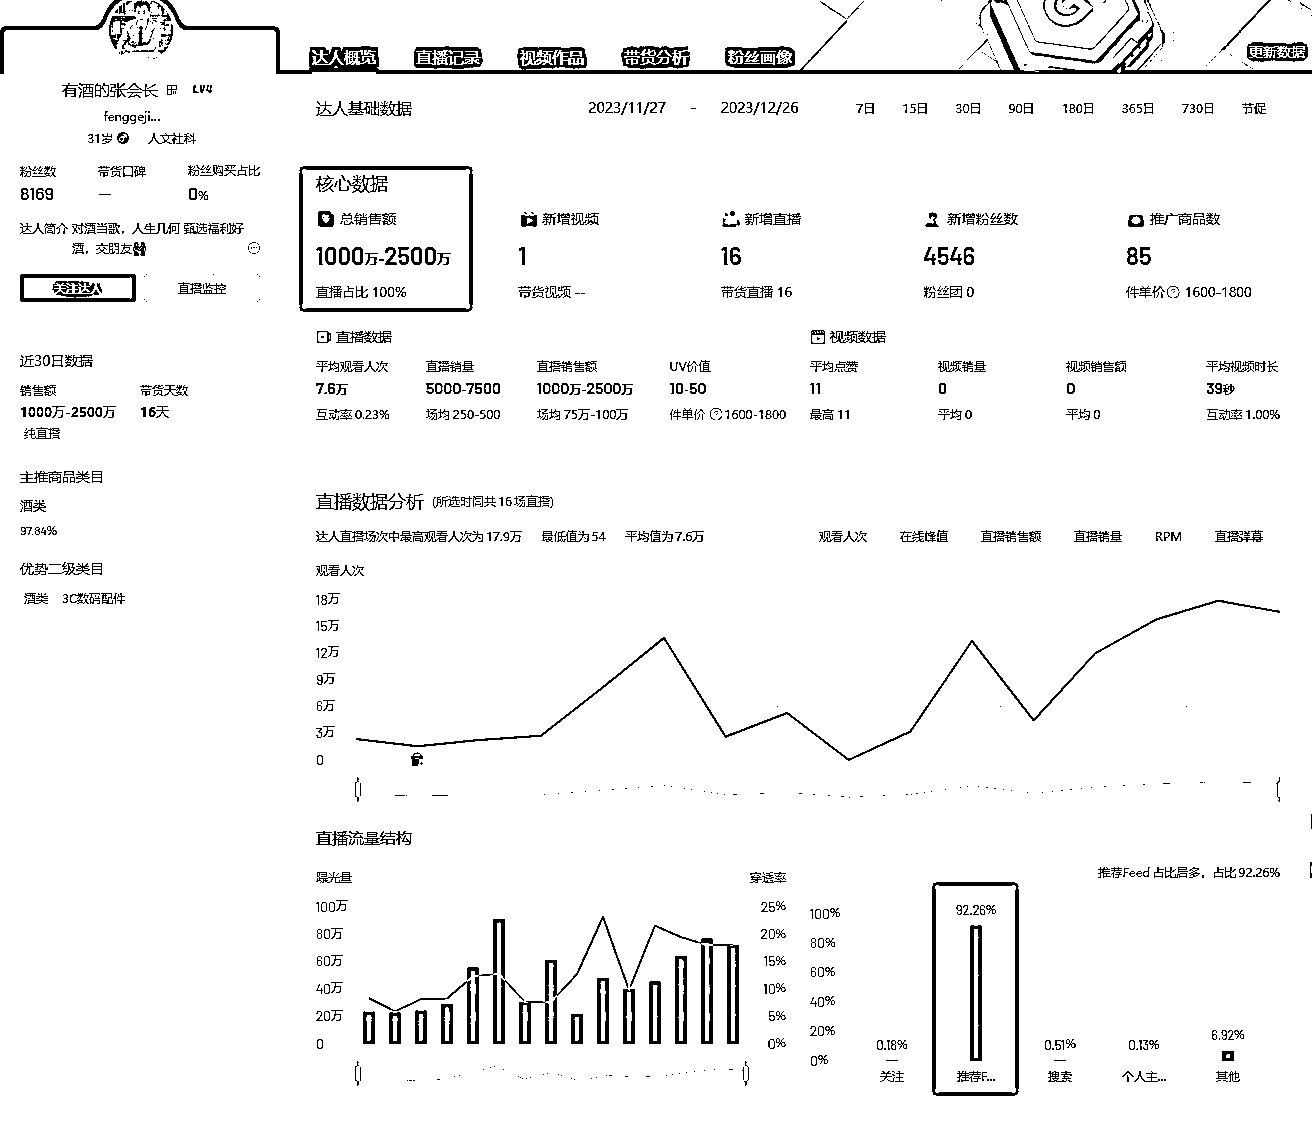 达人概览 直播记录 视频作品 带货分析 粉丝画像 更新数据
有酒的张会长 LV4
fenggeji...
31岁 人文社科
粉丝数 带货口碑 粉丝购买占比
8169 — 0%
达人简介 对酒当歌，人生几何 甄选福利好
酒，交朋友
关注达人 直播监控
近30日数据
销售额 带货天数
1000万-2500万 16天
纯直播
主推商品类目
酒类
97.84%
优势二级类目
酒类 3C数码配件
达人基础数据 2023/11/27 - 2023/12/26 7日 15日 30日 90日 180日 365日 730日 节促
核心数据
总销售额 新增视频 新增直播 新增粉丝数 推广商品数
1000万-2500万 1 16 4546 85
直播占比 100% 带货视频 -- 带货直播 16 粉丝团 0 件单价 1600-1800
直播数据 视频数据
平均观看人次 直播销量 直播销售额 UV价值 平均点赞 视频销量 视频销售额 平均视频时长
7.6万 5000-7500 1000万-2500万 10-50 11 0 0 39秒
互动率 0.23% 场均 250-500 场均 75万-100万 件单价 1600-1800 最高 11 平均 0 平均 0 互动率 1.00%
直播数据分析 (所选时间共 16 场直播)
达人直播场次中最高观看人次为 17.9万 最低值为 54 平均值为 7.6万 观看人次 在线峰值 直播销售额 直播销量 RPM 直播弹幕
观看人次
18万
15万
12万
9万
6万
3万
0
直播流量结构
推荐Feed 占比居多，占比 92.26%
曝光量 穿透率
100万 25%
80万 20%
60万 15%
40万 10%
20万 5%
0 0%
100%
80%
60%
40%
20%
0%
0.18% 92.26% 0.51% 0.13% 6.92%
关注 推荐F... 搜索 个人主... 其他